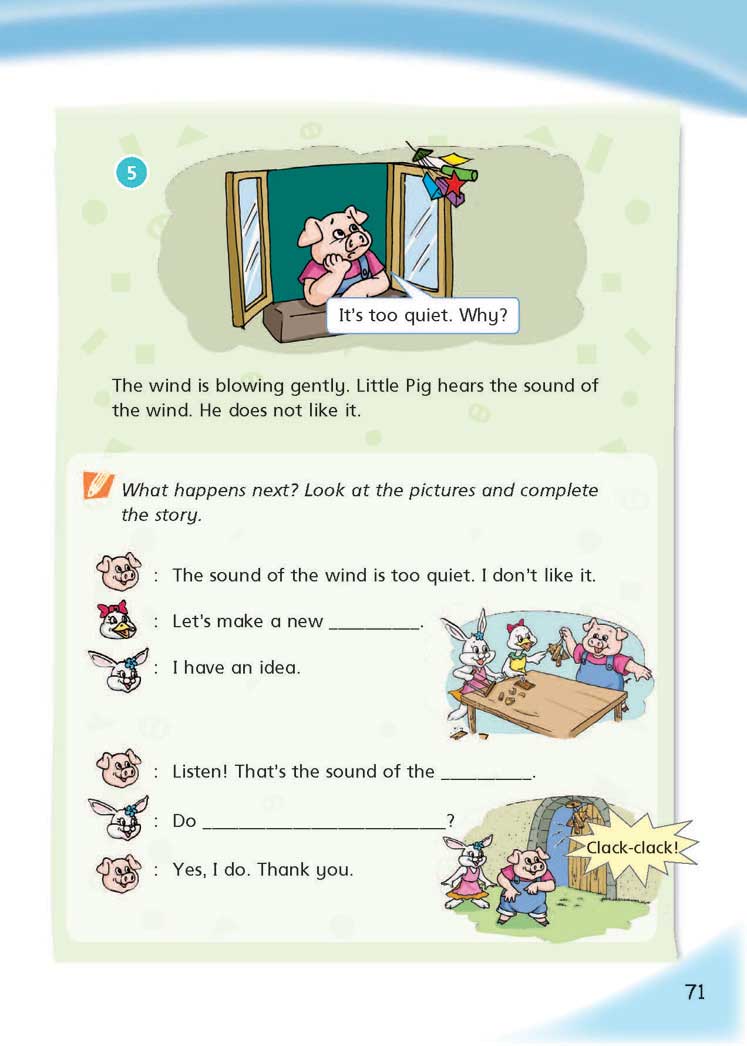 5
It's too quiet. Why?
The wind is blowing gently. Little Pig hears the sound of
the wind. He does not like it.
What happens next? Look at the pictures and complete
the story.
: The sound of the wind is too quiet. I don't like it.
: Let's make a new __________.
: I have an idea.
: Listen! That's the sound of the __________.
: Do ___________________________?
Clack-clack!
: Yes, I do. Thank you.
71